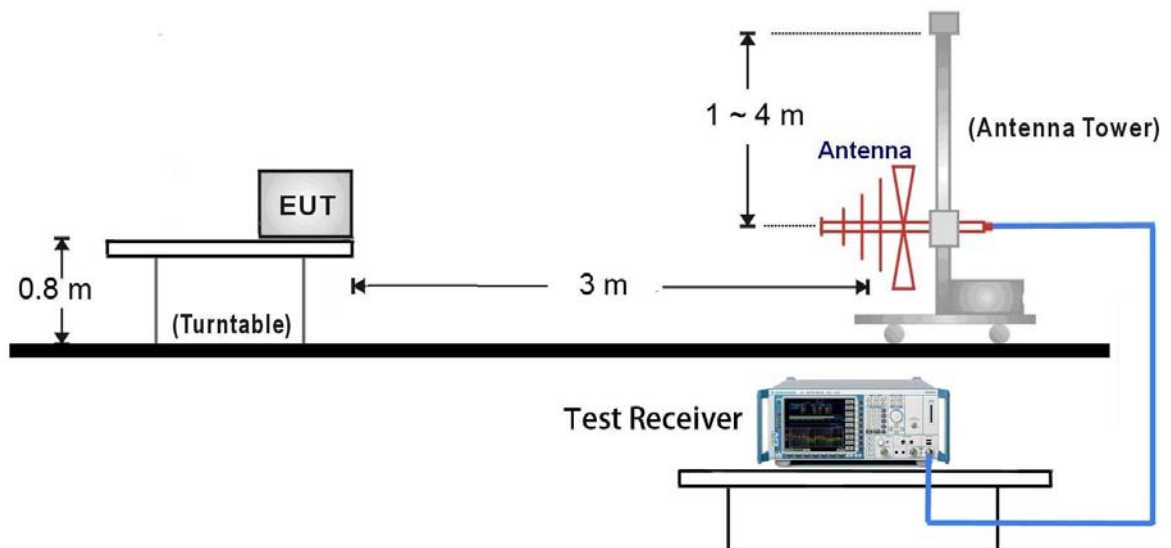 1 ~ 4 m
(Antenna Tower)
Antenna
EUT
0.8 m
3 m
(Turntable)
Test Receiver